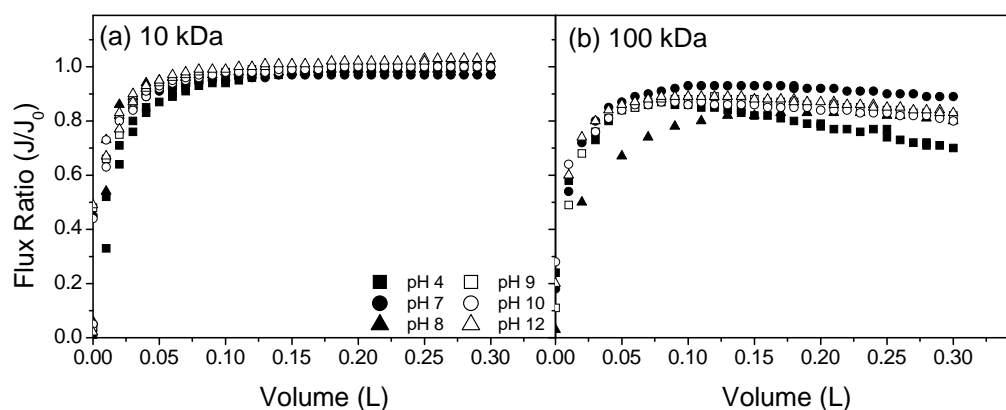 (a) 10 kDa
(b) 100 kDa
Flux Ratio (J/J₀)
1.0
0.8
0.6
0.4
0.2
0.0
pH 4 pH 9
pH 7 pH 10
pH 8 pH 12
0.00 0.05 0.10 0.15 0.20 0.25 0.30 0.00 0.05 0.10 0.15 0.20 0.25 0.30
Volume (L) Volume (L)